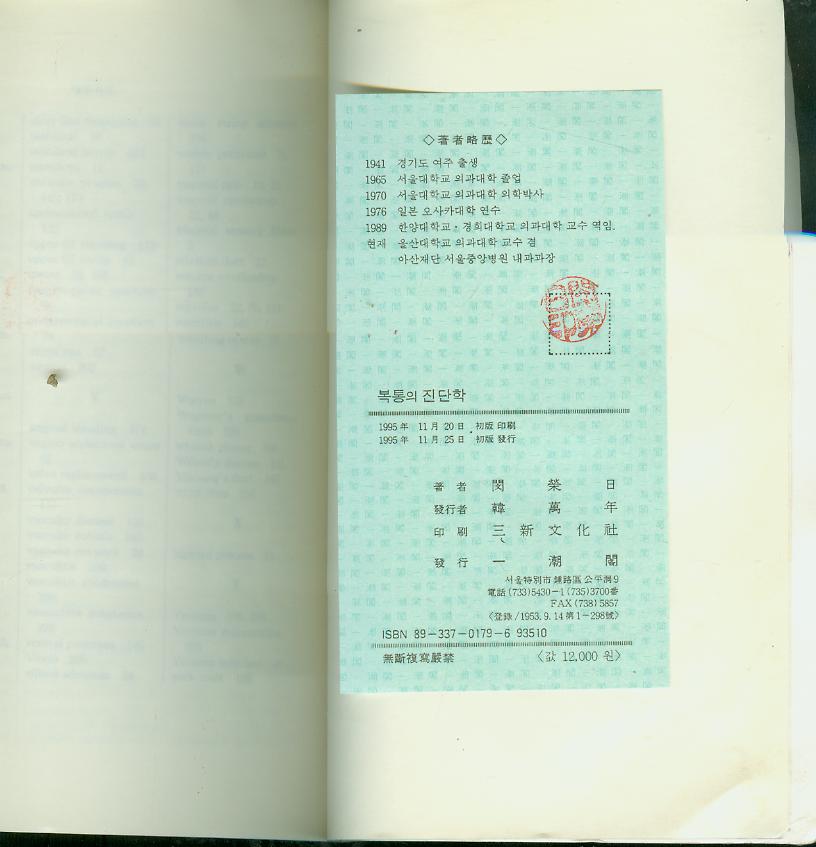 ◇著者略歷◇
1941 경기도 여주 출생
1965 서울대학교 의과대학 졸업
1970 서울대학교 의과대학 의학박사
1976 일본 오사카대학 연수
1989 한양대학교·경희대학교 의과대학 교수 역임.
현재 울산대학교 의과대학 교수 겸
아산재단 서울중앙병원 내과과장
복통의 진단학
1995年 11月 20日 初版 印刷
1995年 11月 25日 初版 發行
著者 閔榮日
發行者 韓萬年
印刷 三新文化社
發行 一潮閣
서울特別市 鍾路區 公平洞 9
電話 (733)5430-1 (735)3700番
FAX (738) 5857
〈登錄/1953. 9. 14 第1-298號〉
ISBN 89-337-0179-6 93510
無斷複寫嚴禁 〈값 12,000 원〉